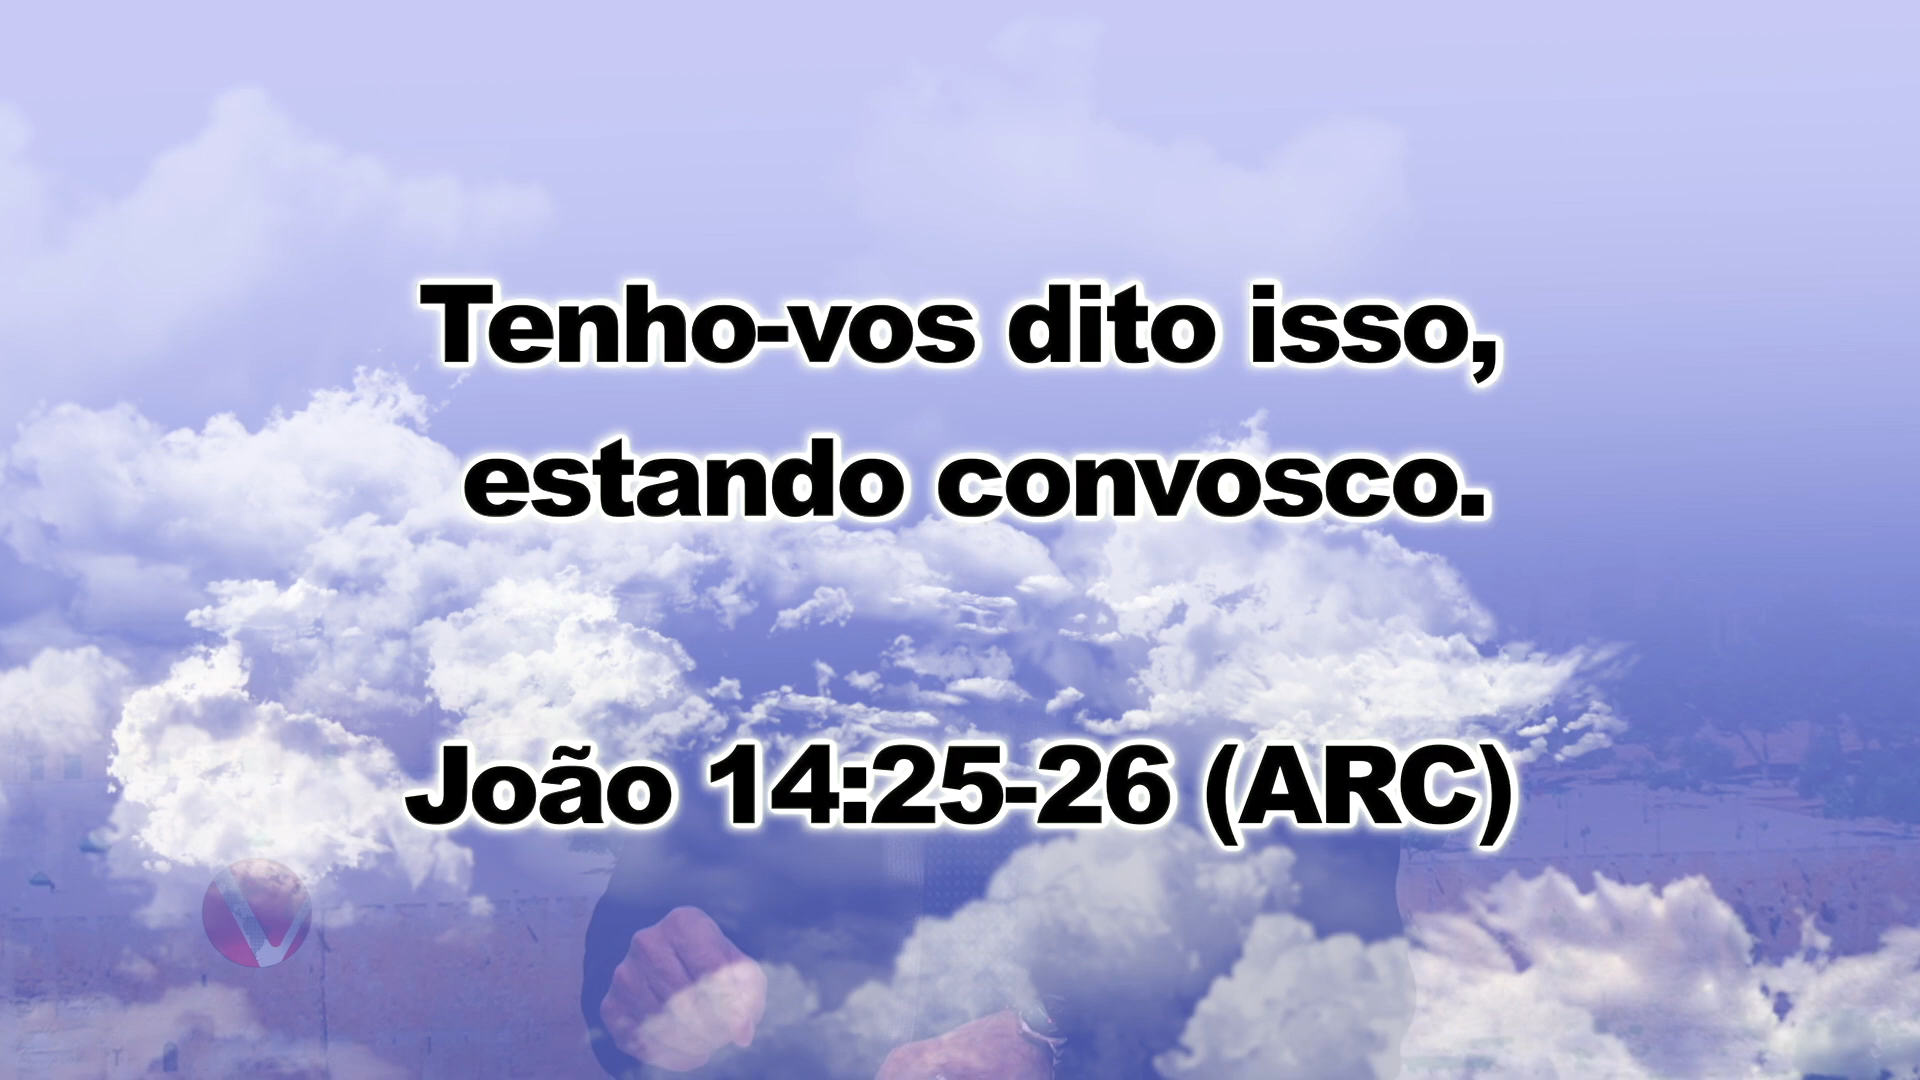 Tenho-vos dito isso,
estando convosco.
João 14:25-26 (ARC)